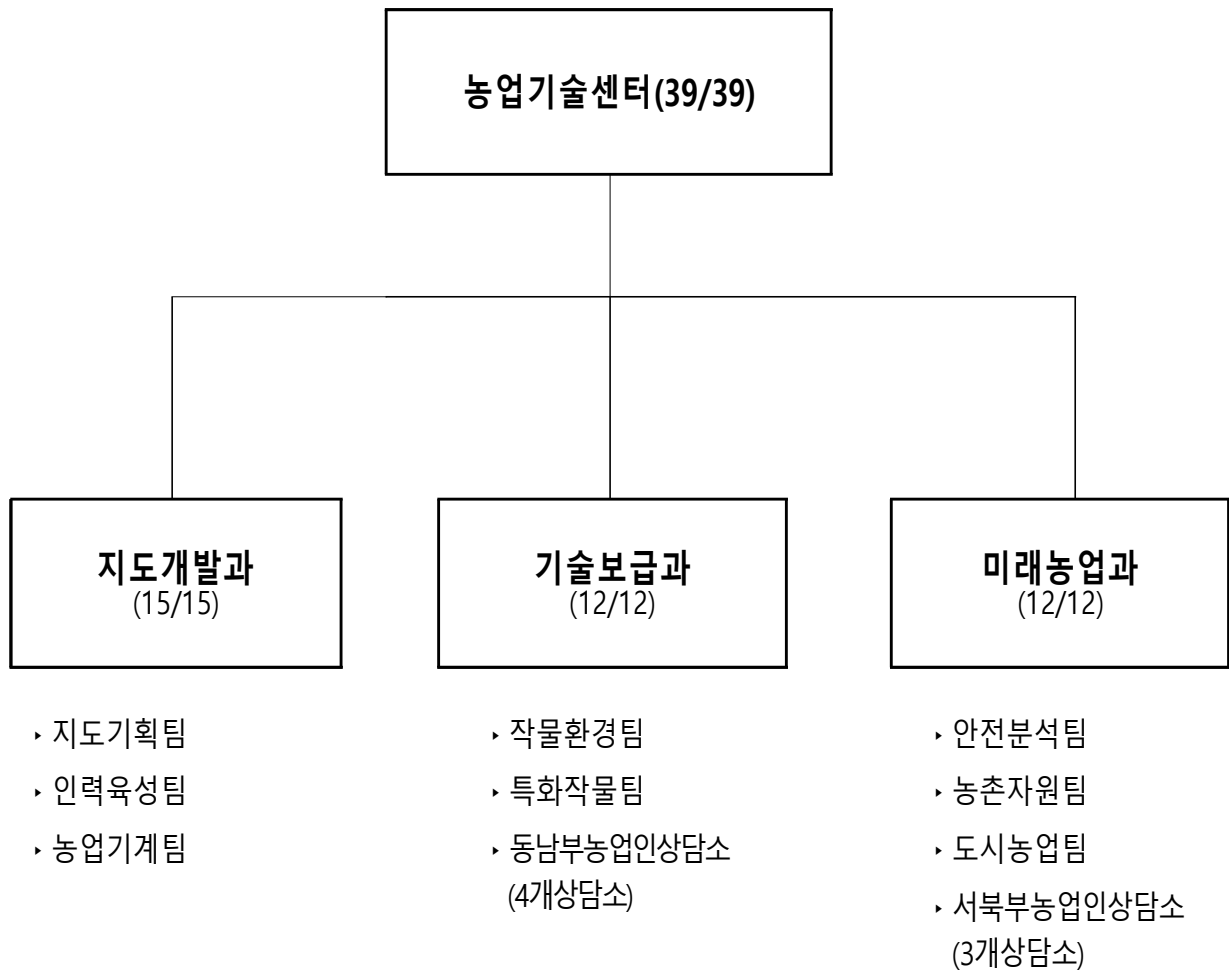 농업기술센터(39/39)
지도개발과
(15/15)
‣ 지도기획팀
‣ 인력육성팀
‣ 농업기계팀
기술보급과
(12/12)
‣ 작물환경팀
‣ 특화작물팀
‣ 동남부농업인상담소
(4개상담소)
미래농업과
(12/12)
‣ 안전분석팀
‣ 농촌자원팀
‣ 도시농업팀
‣ 서북부농업인상담소
(3개상담소)